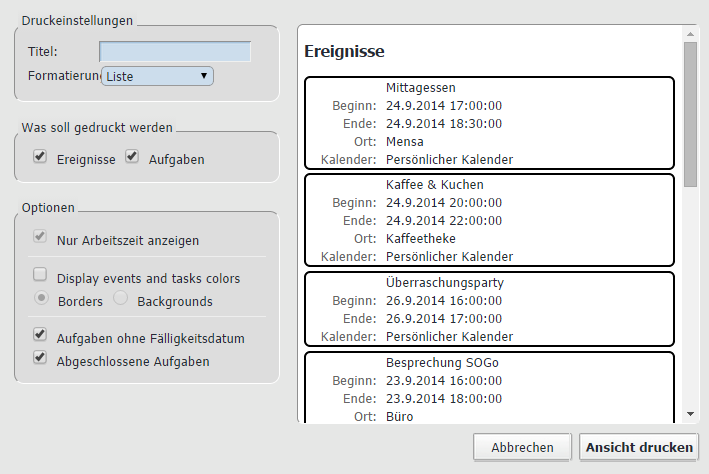 Druckeinstellungen
Titel:
Formatierung Liste
Was soll gedruckt werden
Ereignisse Aufgaben
Optionen
Nur Arbeitszeit anzeigen
Display events and tasks colors
Borders Backgrounds
Aufgaben ohne Fälligkeitsdatum
Abgeschlossene Aufgaben
Ereignisse
Mittagessen
Beginn: 24.9.2014 17:00:00
Ende: 24.9.2014 18:30:00
Ort: Mensa
Kalender: Persönlicher Kalender
Kaffee & Kuchen
Beginn: 24.9.2014 20:00:00
Ende: 24.9.2014 22:00:00
Ort: Kaffeetheke
Kalender: Persönlicher Kalender
Überraschungsparty
Beginn: 26.9.2014 16:00:00
Ende: 26.9.2014 17:00:00
Kalender: Persönlicher Kalender
Besprechung SOGo
Beginn: 23.9.2014 16:00:00
Ende: 23.9.2014 18:00:00
Ort: Büro
Abbrechen Ansicht drucken